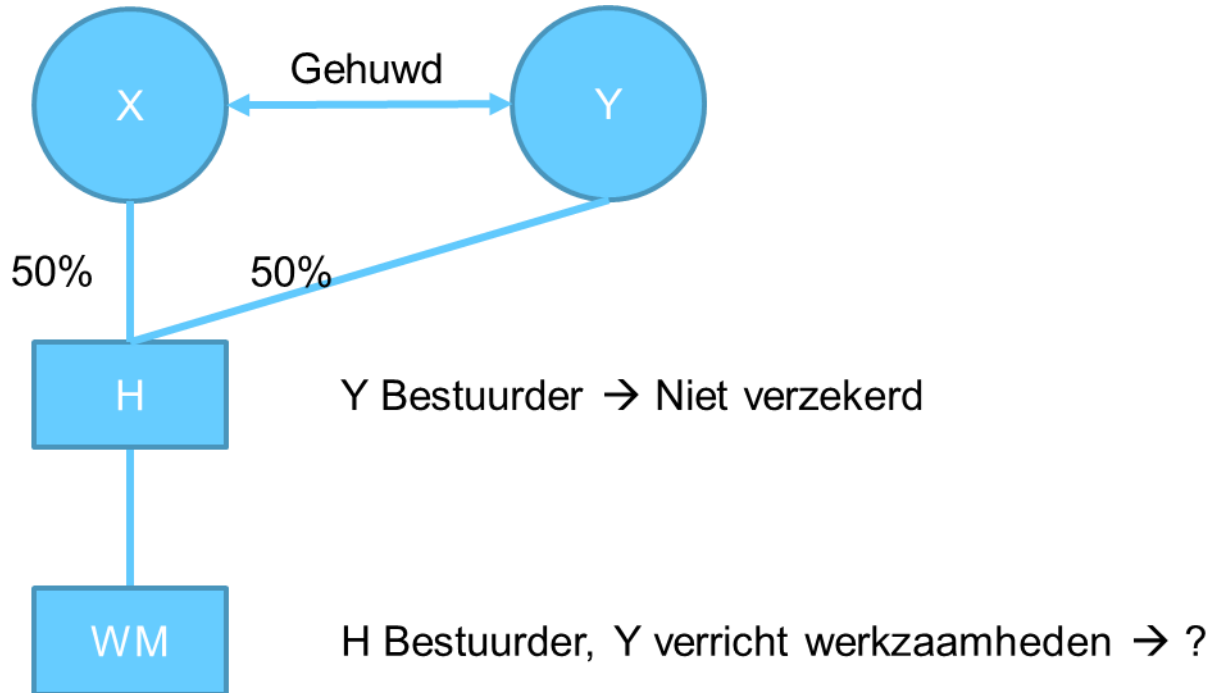 Gehuwd
X
Y
50%
50%
H
Y Bestuurder → Niet verzekerd
WM
H Bestuurder, Y verricht werkzaamheden → ?